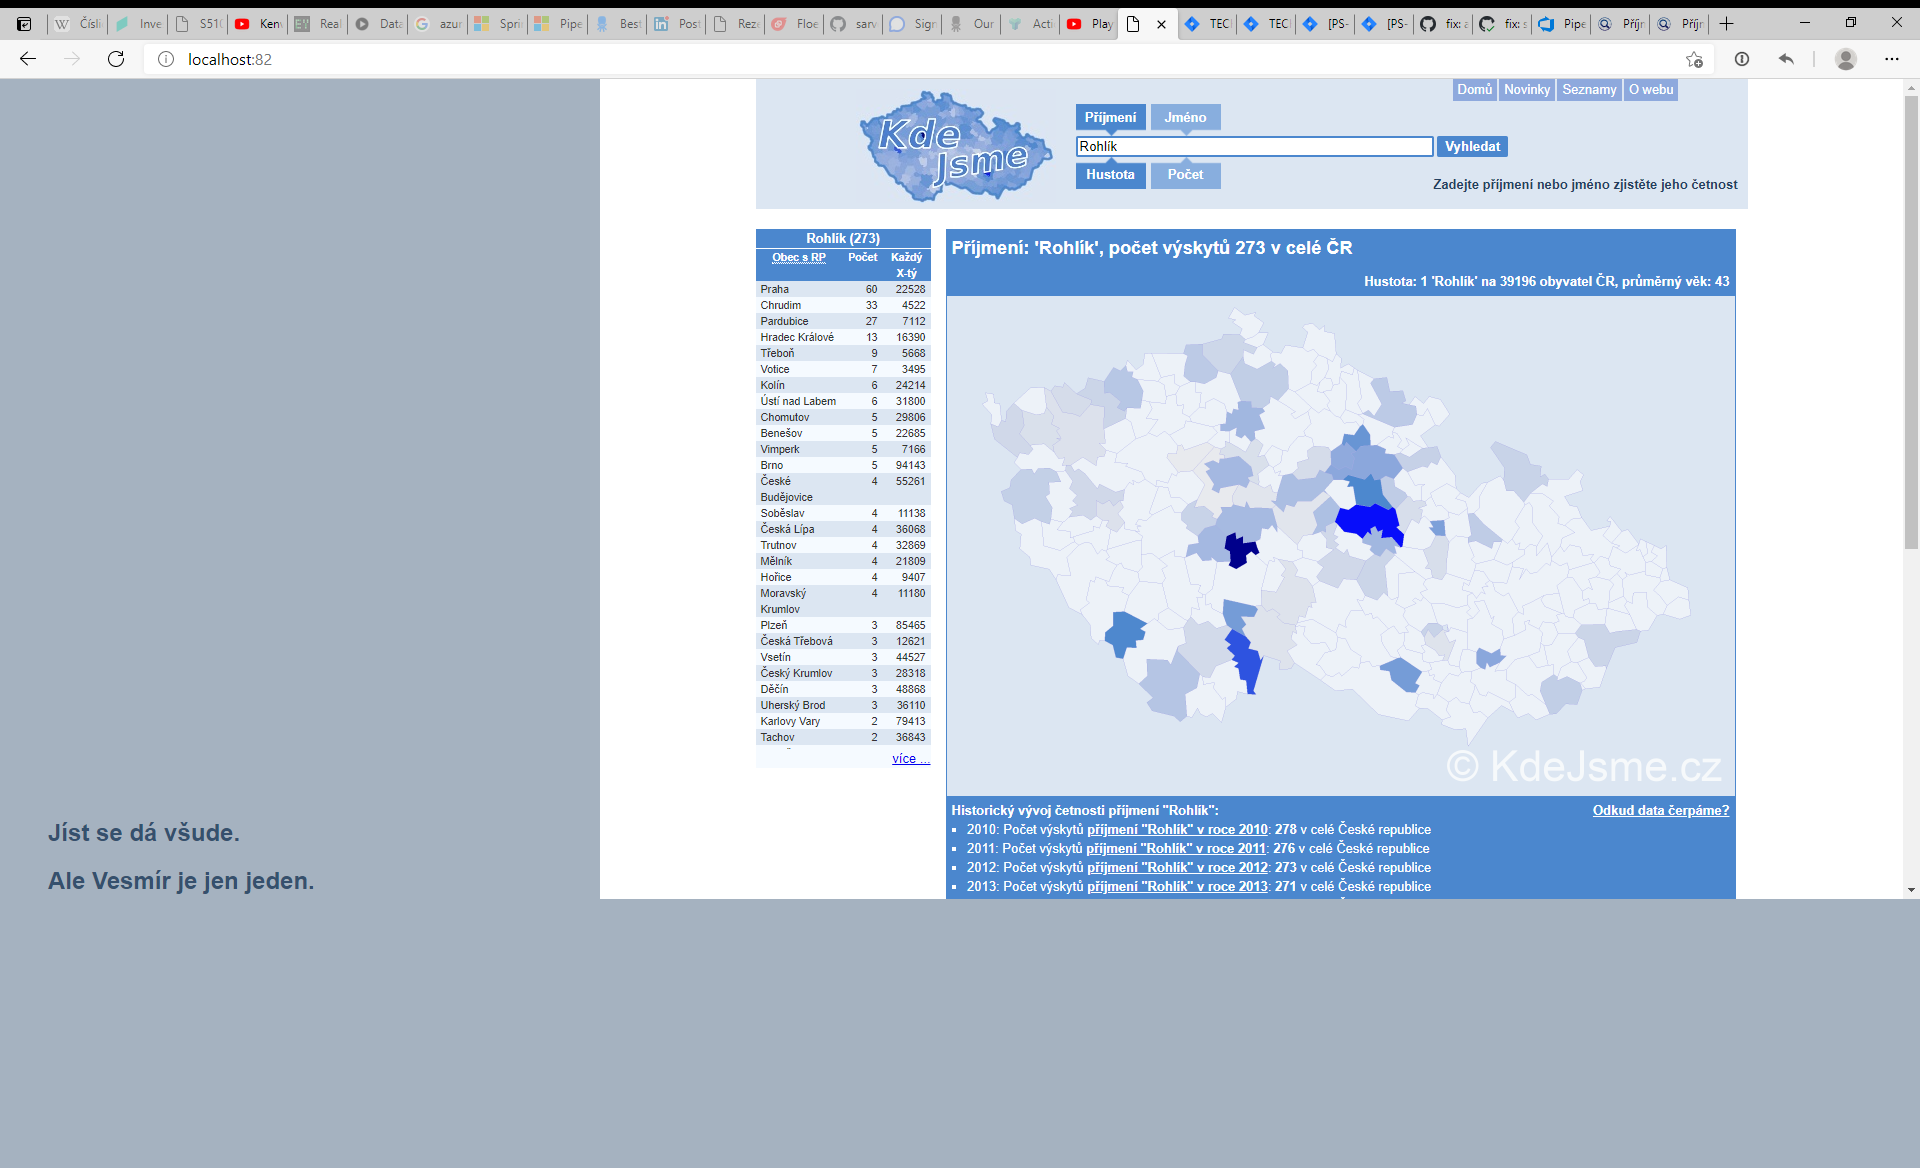 Čísl
Inve
S51(
Ken
Real
Data
azur
Sprin
Pipe
Best
Post
Reze
Floe
sarv
Sign
Our
Acti
Play
TECH
TECH
[PS-
[PS-
fix: a
fix: s
Pipe
Příjm
Příjm
localhost:82
Domů Novinky Seznamy O webu
Kde
Jsme
Příjmení Jméno
Rohlík Vyhledat
Hustota Počet
Zadejte příjmení nebo jméno zjistěte jeho četnost
Rohlík (273)
Obec s RP Počet Každý X-tý
Praha 60 22528
Chrudim 33 4522
Pardubice 27 7112
Hradec Králové 13 16390
Třeboň 9 5668
Votice 7 3495
Kolín 6 24214
Ústí nad Labem 6 31800
Chomutov 5 29806
Benešov 5 22685
Vimperk 5 7166
Brno 5 94143
České Budějovice 4 55261
Soběslav 4 11138
Česká Lípa 4 36068
Trutnov 4 32869
Mělník 4 21809
Hořice 4 9407
Moravský Krumlov 4 11180
Plzeň 3 85465
Česká Třebová 3 12621
Vsetín 3 44527
Český Krumlov 3 28318
Děčín 3 48868
Uherský Brod 3 36110
Karlovy Vary 2 79413
Tachov 2 36843
více ...
Příjmení: 'Rohlík', počet výskytů 273 v celé ČR
Hustota: 1 'Rohlík' na 39196 obyvatel ČR, průměrný věk: 43
© KdeJsme.cz
Historický vývoj četnosti příjmení "Rohlík":
Odkud data čerpáme?
2010: Počet výskytů příjmení "Rohlík" v roce 2010: 278 v celé České republice
2011: Počet výskytů příjmení "Rohlík" v roce 2011: 276 v celé České republice
2012: Počet výskytů příjmení "Rohlík" v roce 2012: 273 v celé České republice
2013: Počet výskytů příjmení "Rohlík" v roce 2013: 271 v celé České republice
Jíst se dá všude.
Ale Vesmír je jen jeden.